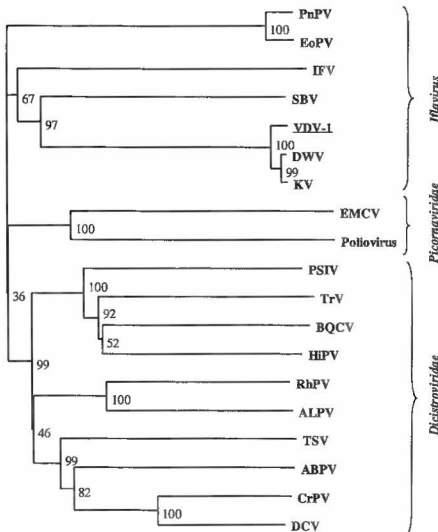 PnPV
100
EoPV
IFV
67
SBV
97
VDV-1
100
DWV
99
KV
Iflavirus
EMCV
100
Poliovirus
Picornaviridae
PSIV
36
100
TrV
92
BQCV
52
HiPV
99
RhPV
100
ALPV
46
TSV
99
ABPV
82
CrPV
100
DCV
Dicistroviridae